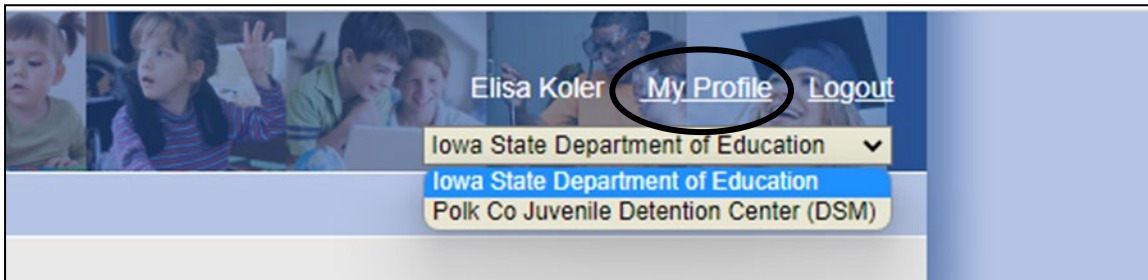 Elisa Koler My Profile Logout
Iowa State Department of Education
Iowa State Department of Education
Polk Co Juvenile Detention Center (DSM)